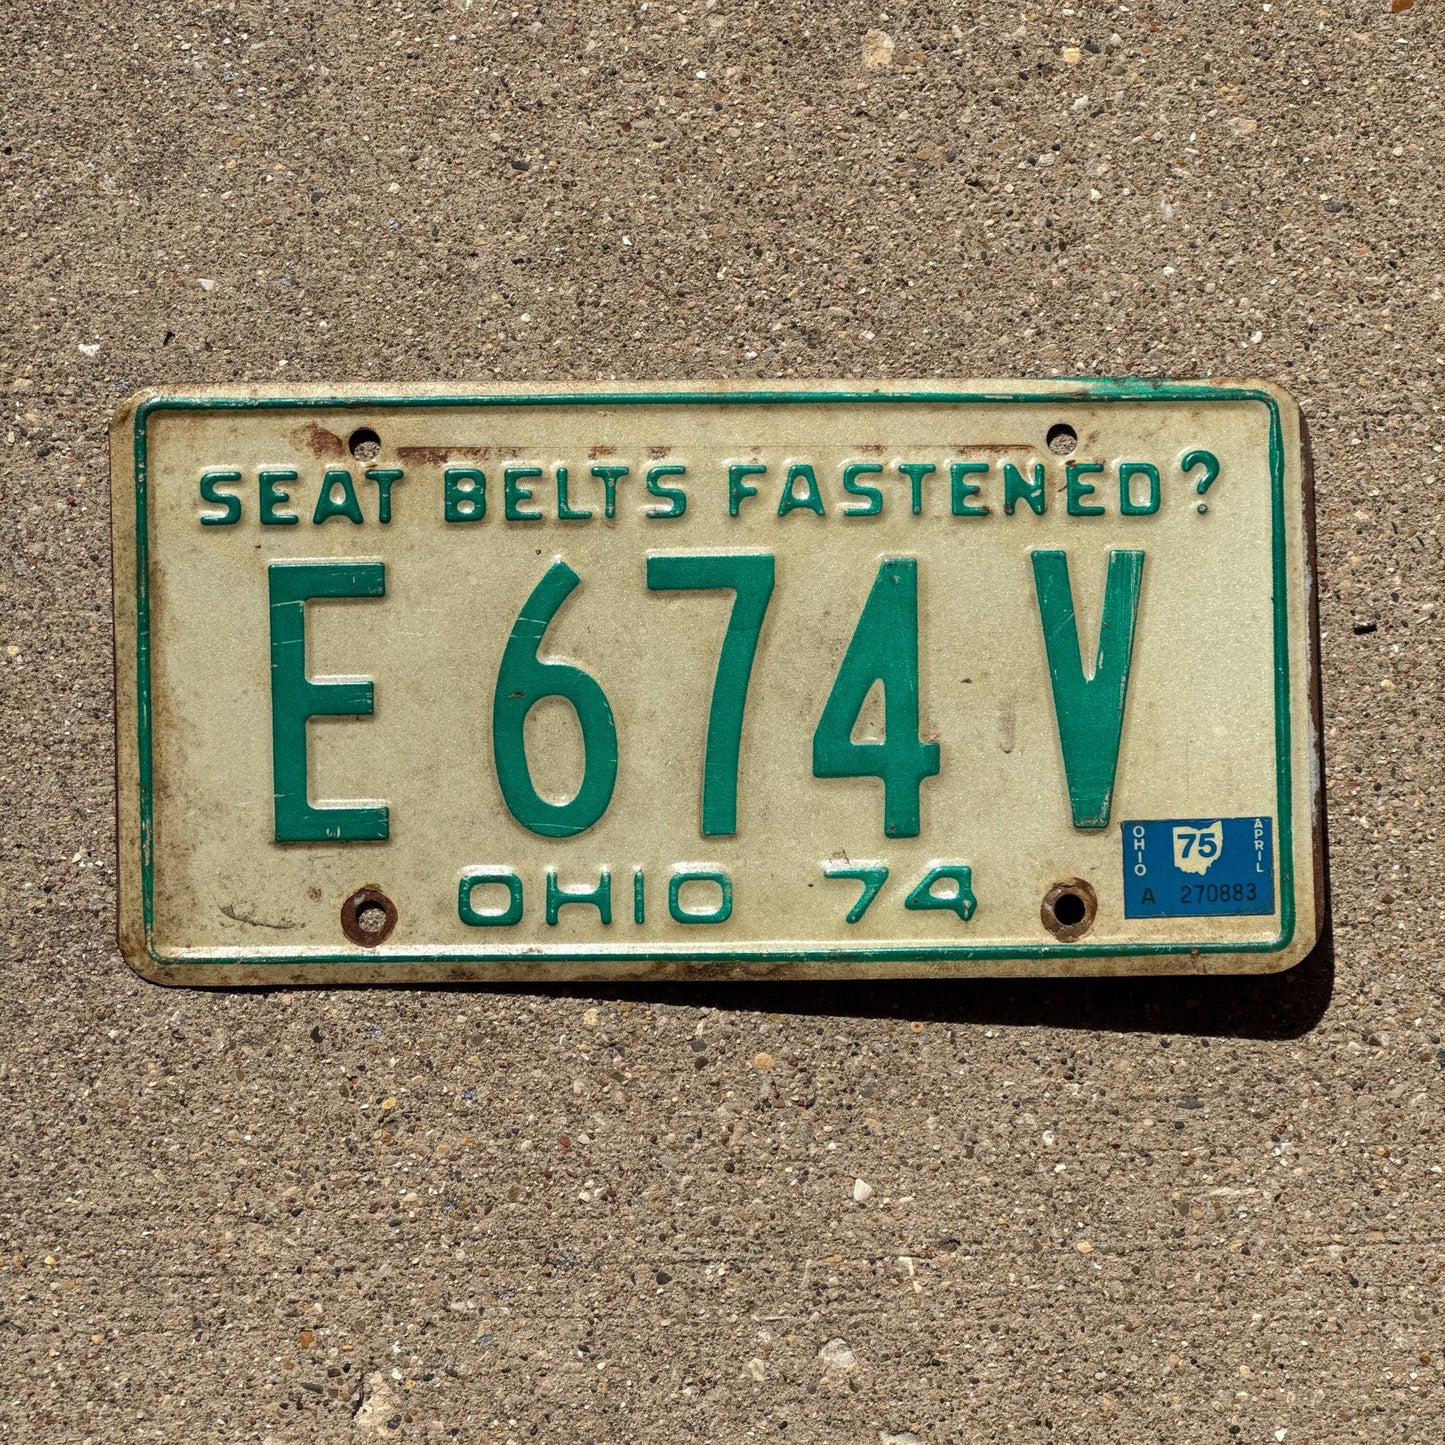 SEAT BELTS FASTENED?
E 674 V
OHIO 74
OHIO 75 APRIL
A 270883